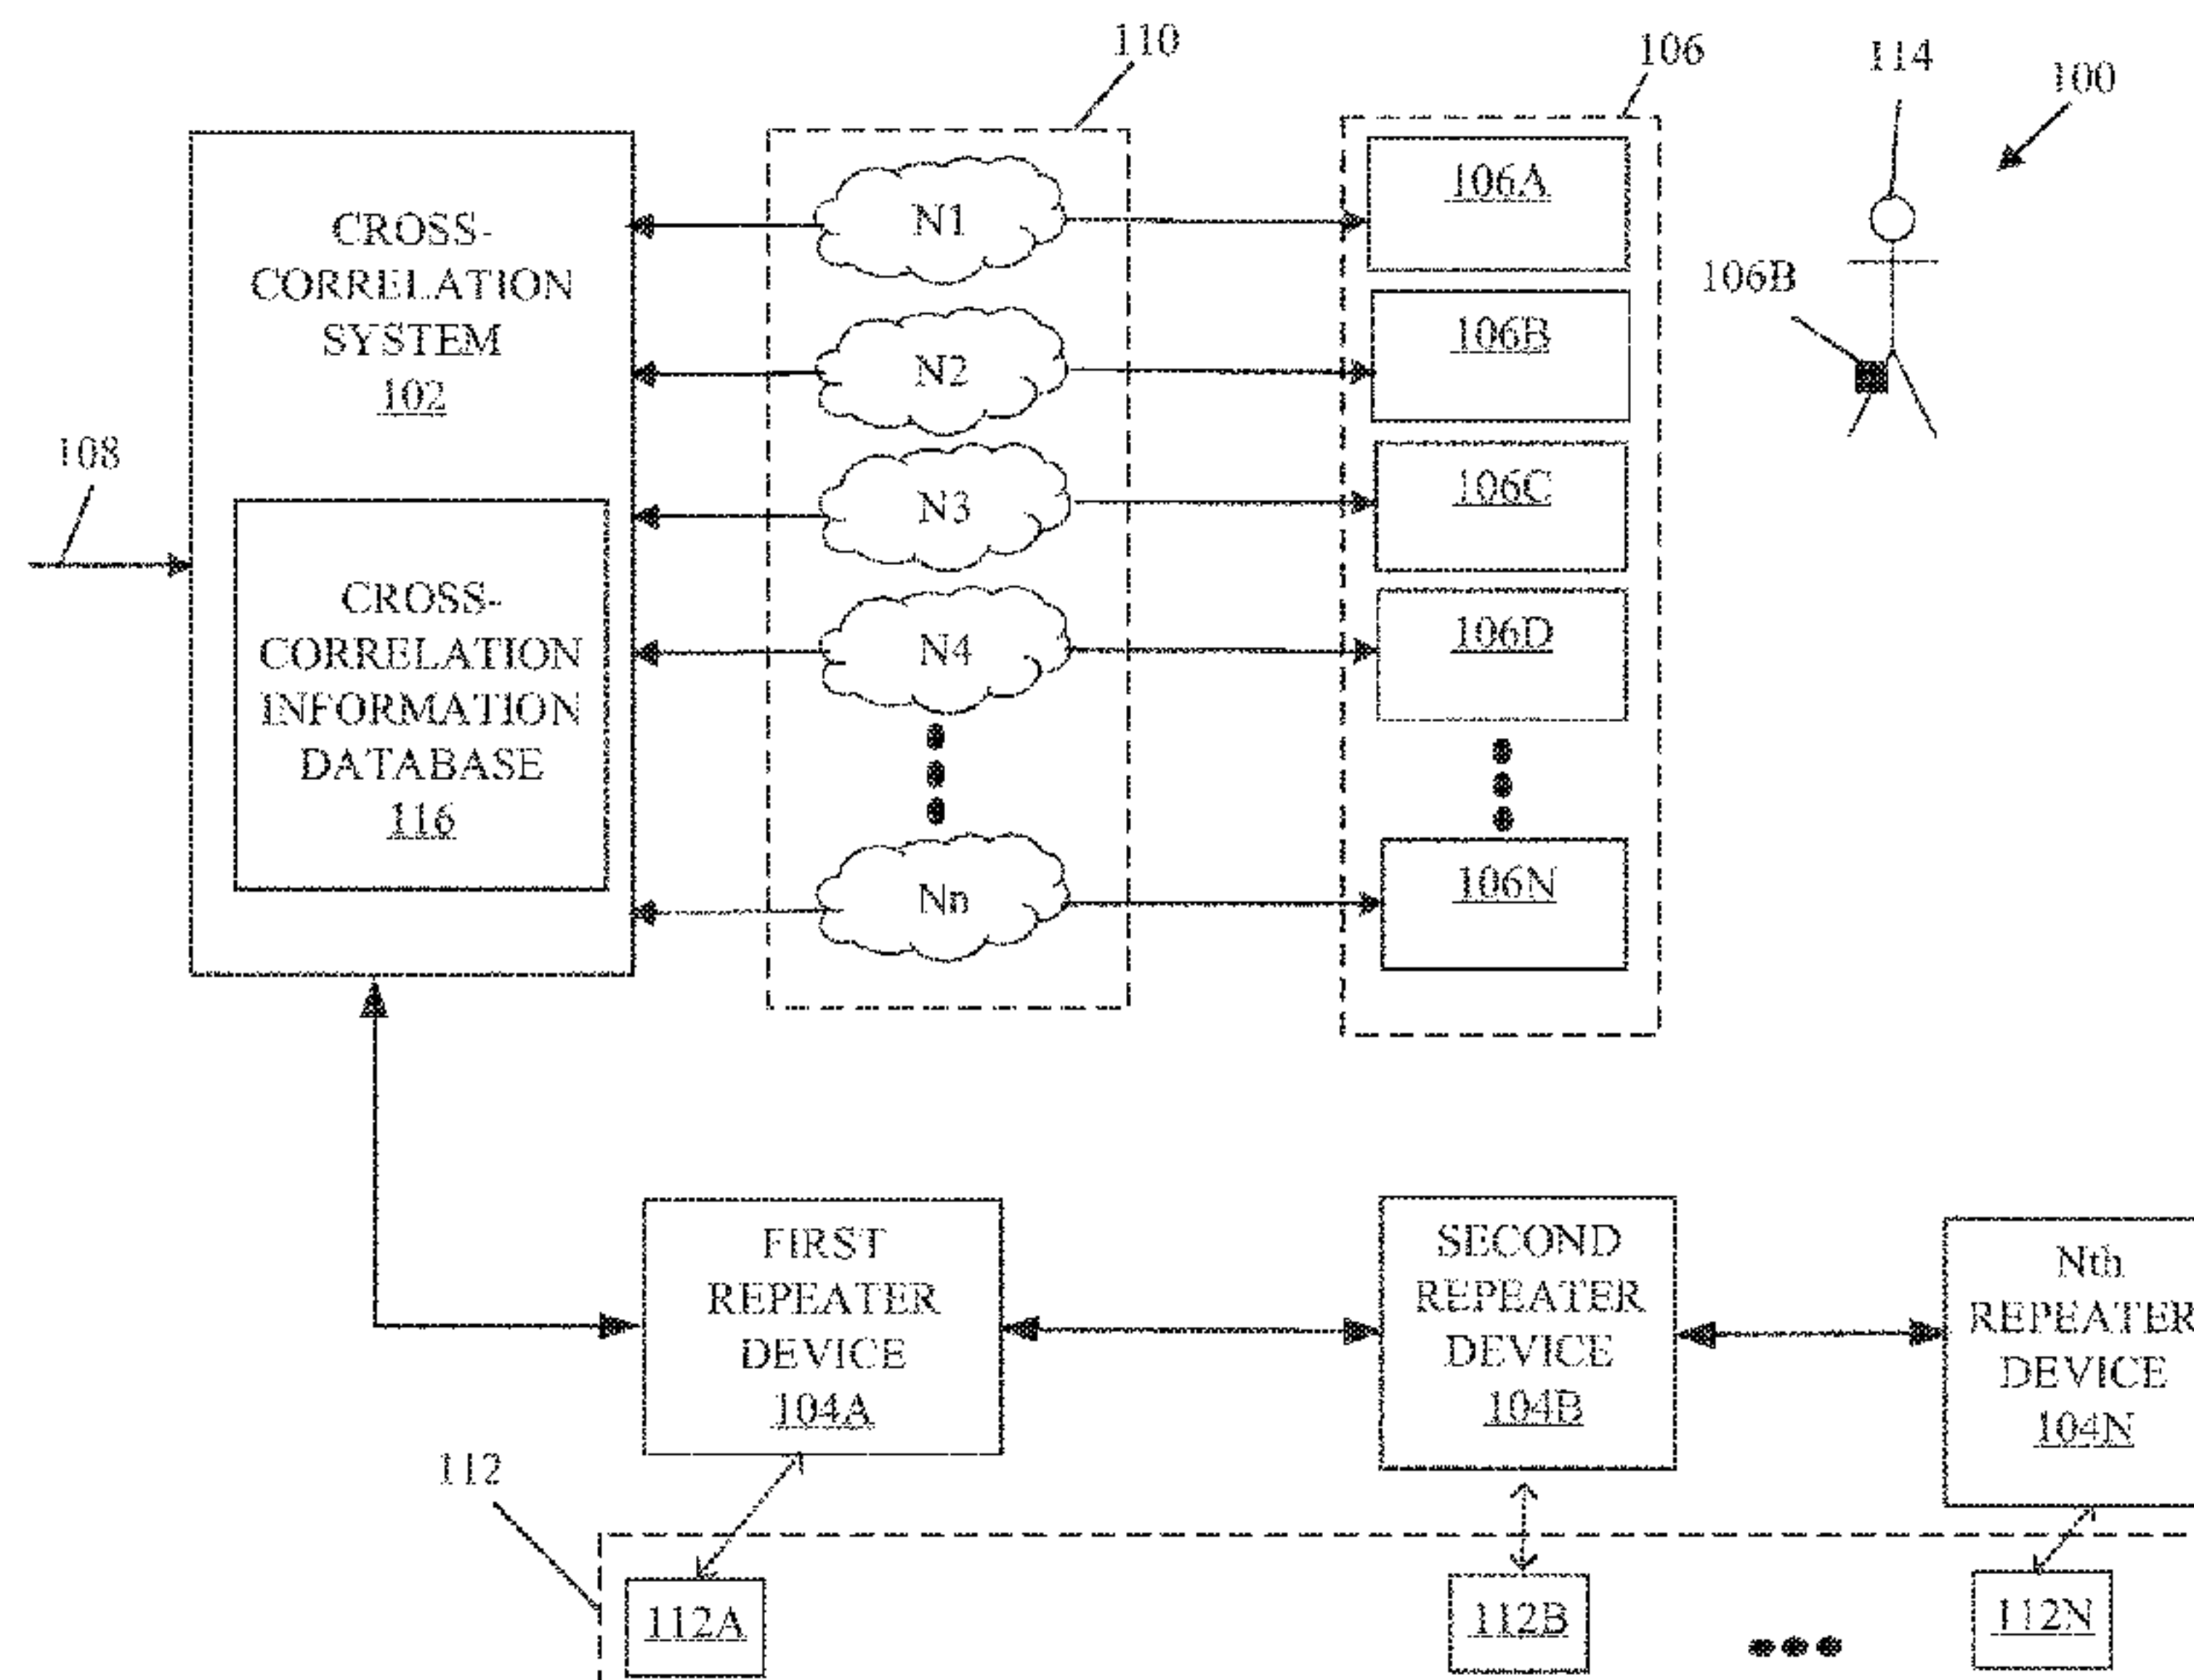 110
106
114
100
CROSS-
CORRELATION
SYSTEM
102
N1
106A
106B
N2
106B
108
N3
106C
CROSS-
CORRELATION
INFORMATION
DATABASE
116
N4
106D
Nn
106N
FIRST
REPEATER
DEVICE
104A
SECOND
REPEATER
DEVICE
104B
Nth
REPEATER
DEVICE
104N
112
112A
112B
112N